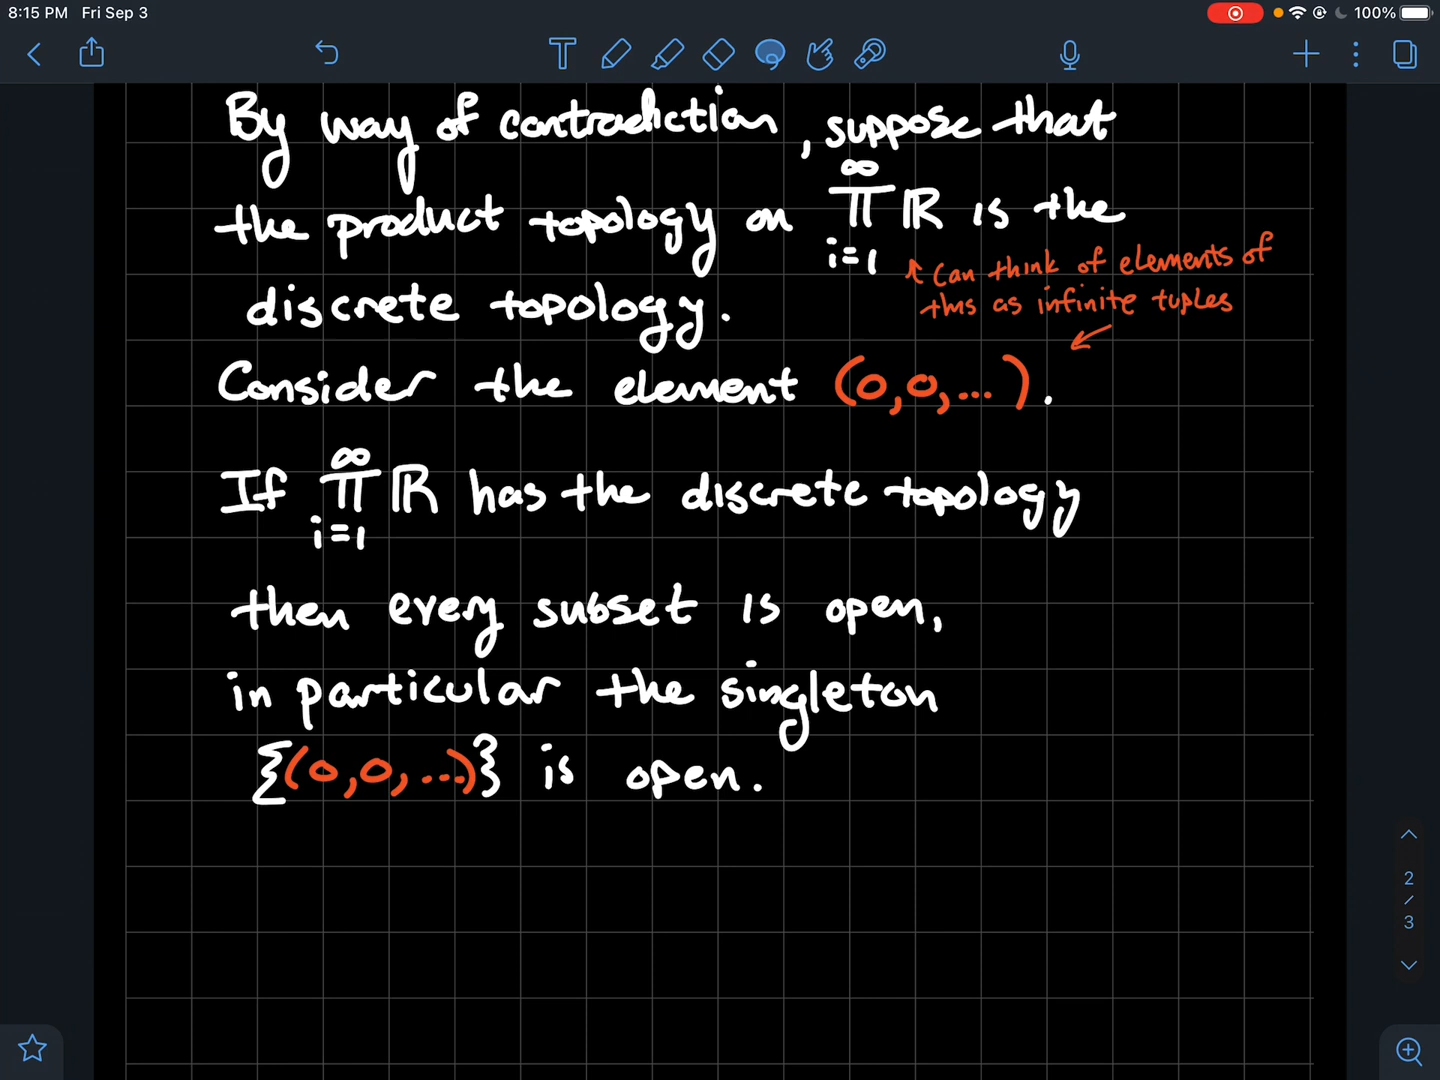 8:15 PM Fri Sep 3
100%
By way of contradiction, suppose that
the product topology on ∞ ∏ i=1 ℝ is the
↑ Can think of elements of
this as infinite tuples
discrete topology.
Consider the element (0,0,...).
If ∞ ∏ i=1 ℝ has the discrete topology
then every subset is open,
in particular the singleton
{(0,0,...)} is open.
2
/
3